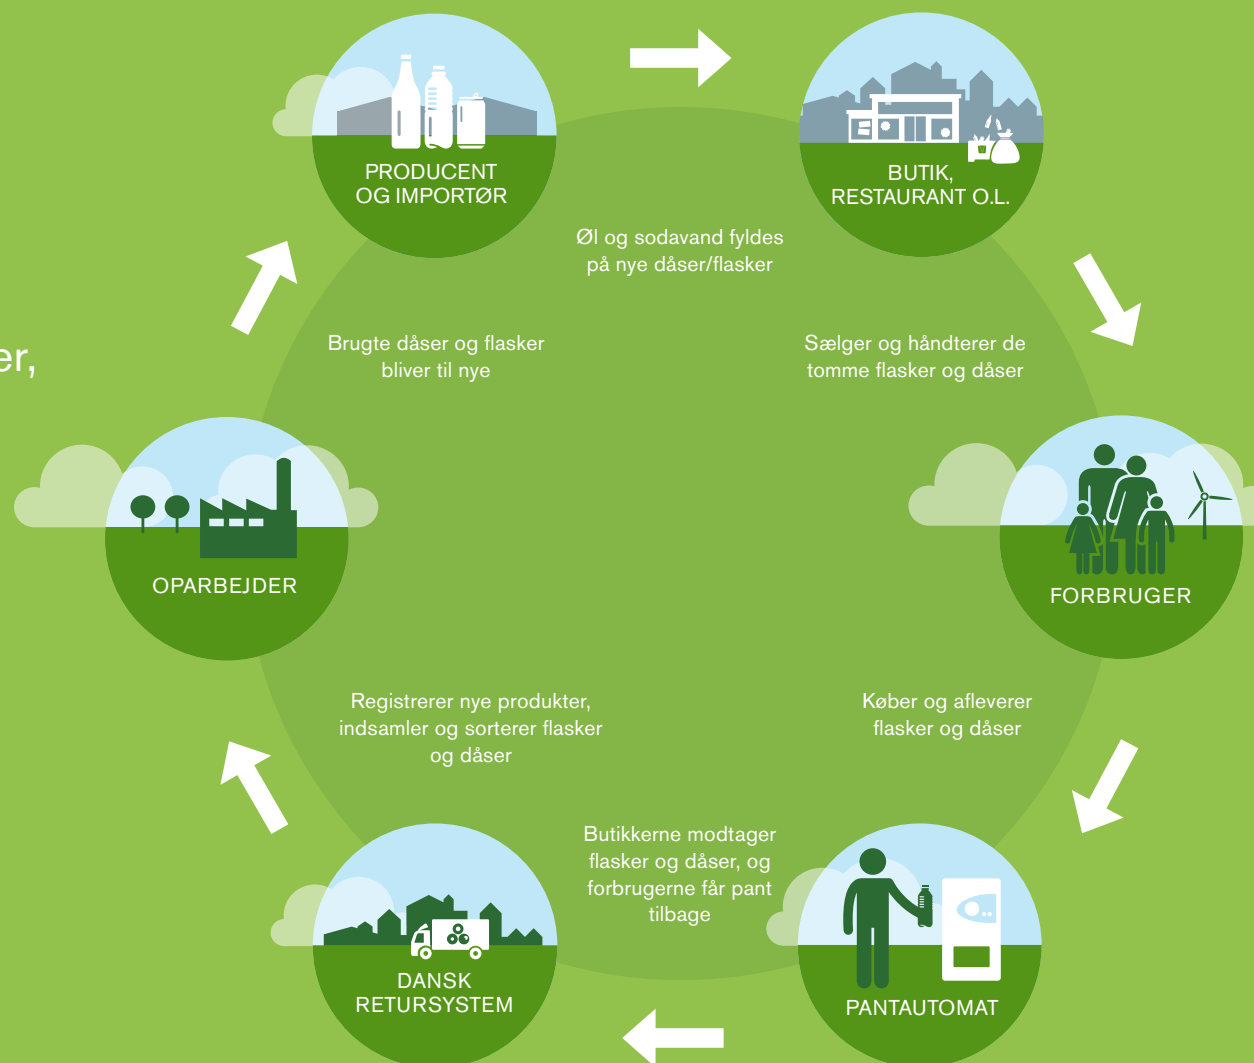 PRODUCENT
OG IMPORTØR
BUTIK,
RESTAURANT O.L.
Øl og sodavand fyldes
på nye dåser/flasker
Brugte dåser og flasker
bliver til nye
Sælger og håndterer de
tomme flasker og dåser
er,
OPARBEJDER
FORBRUGER
Registrerer nye produkter,
indsamler og sorterer flasker
og dåser
Køber og afleverer
flasker og dåser
Butikkerne modtager
flasker og dåser, og
forbrugerne får pant
tilbage
DANSK
RETURSYSTEM
PANTAUTOMAT